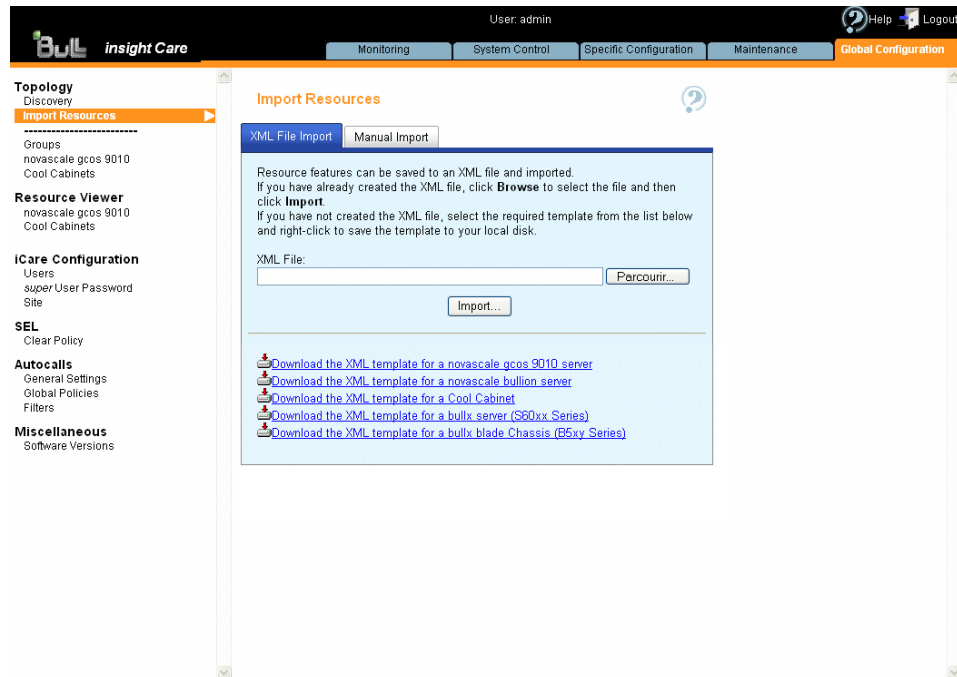 User: admin
Help
Logout
Bull insight Care
Monitoring
System Control
Specific Configuration
Maintenance
Global Configuration
Topology
Discovery
Import Resources
-------------------------
Groups
novascale gcos 9010
Cool Cabinets
Resource Viewer
novascale gcos 9010
Cool Cabinets
iCare Configuration
Users
super User Password
Site
SEL
Clear Policy
Autocalls
General Settings
Global Policies
Filters
Miscellaneous
Software Versions
Import Resources
XML File Import
Manual Import
Resource features can be saved to an XML file and imported.
If you have already created the XML file, click Browse to select the file and then
click Import.
If you have not created the XML file, select the required template from the list below
and right-click to save the template to your local disk.
XML File:
Parcourir...
Import...
Download the XML template for a novascale gcos 9010 server
Download the XML template for a novascale bullion server
Download the XML template for a Cool Cabinet
Download the XML template for a bullx server (S60xx Series)
Download the XML template for a bullx blade Chassis (B5xy Series)